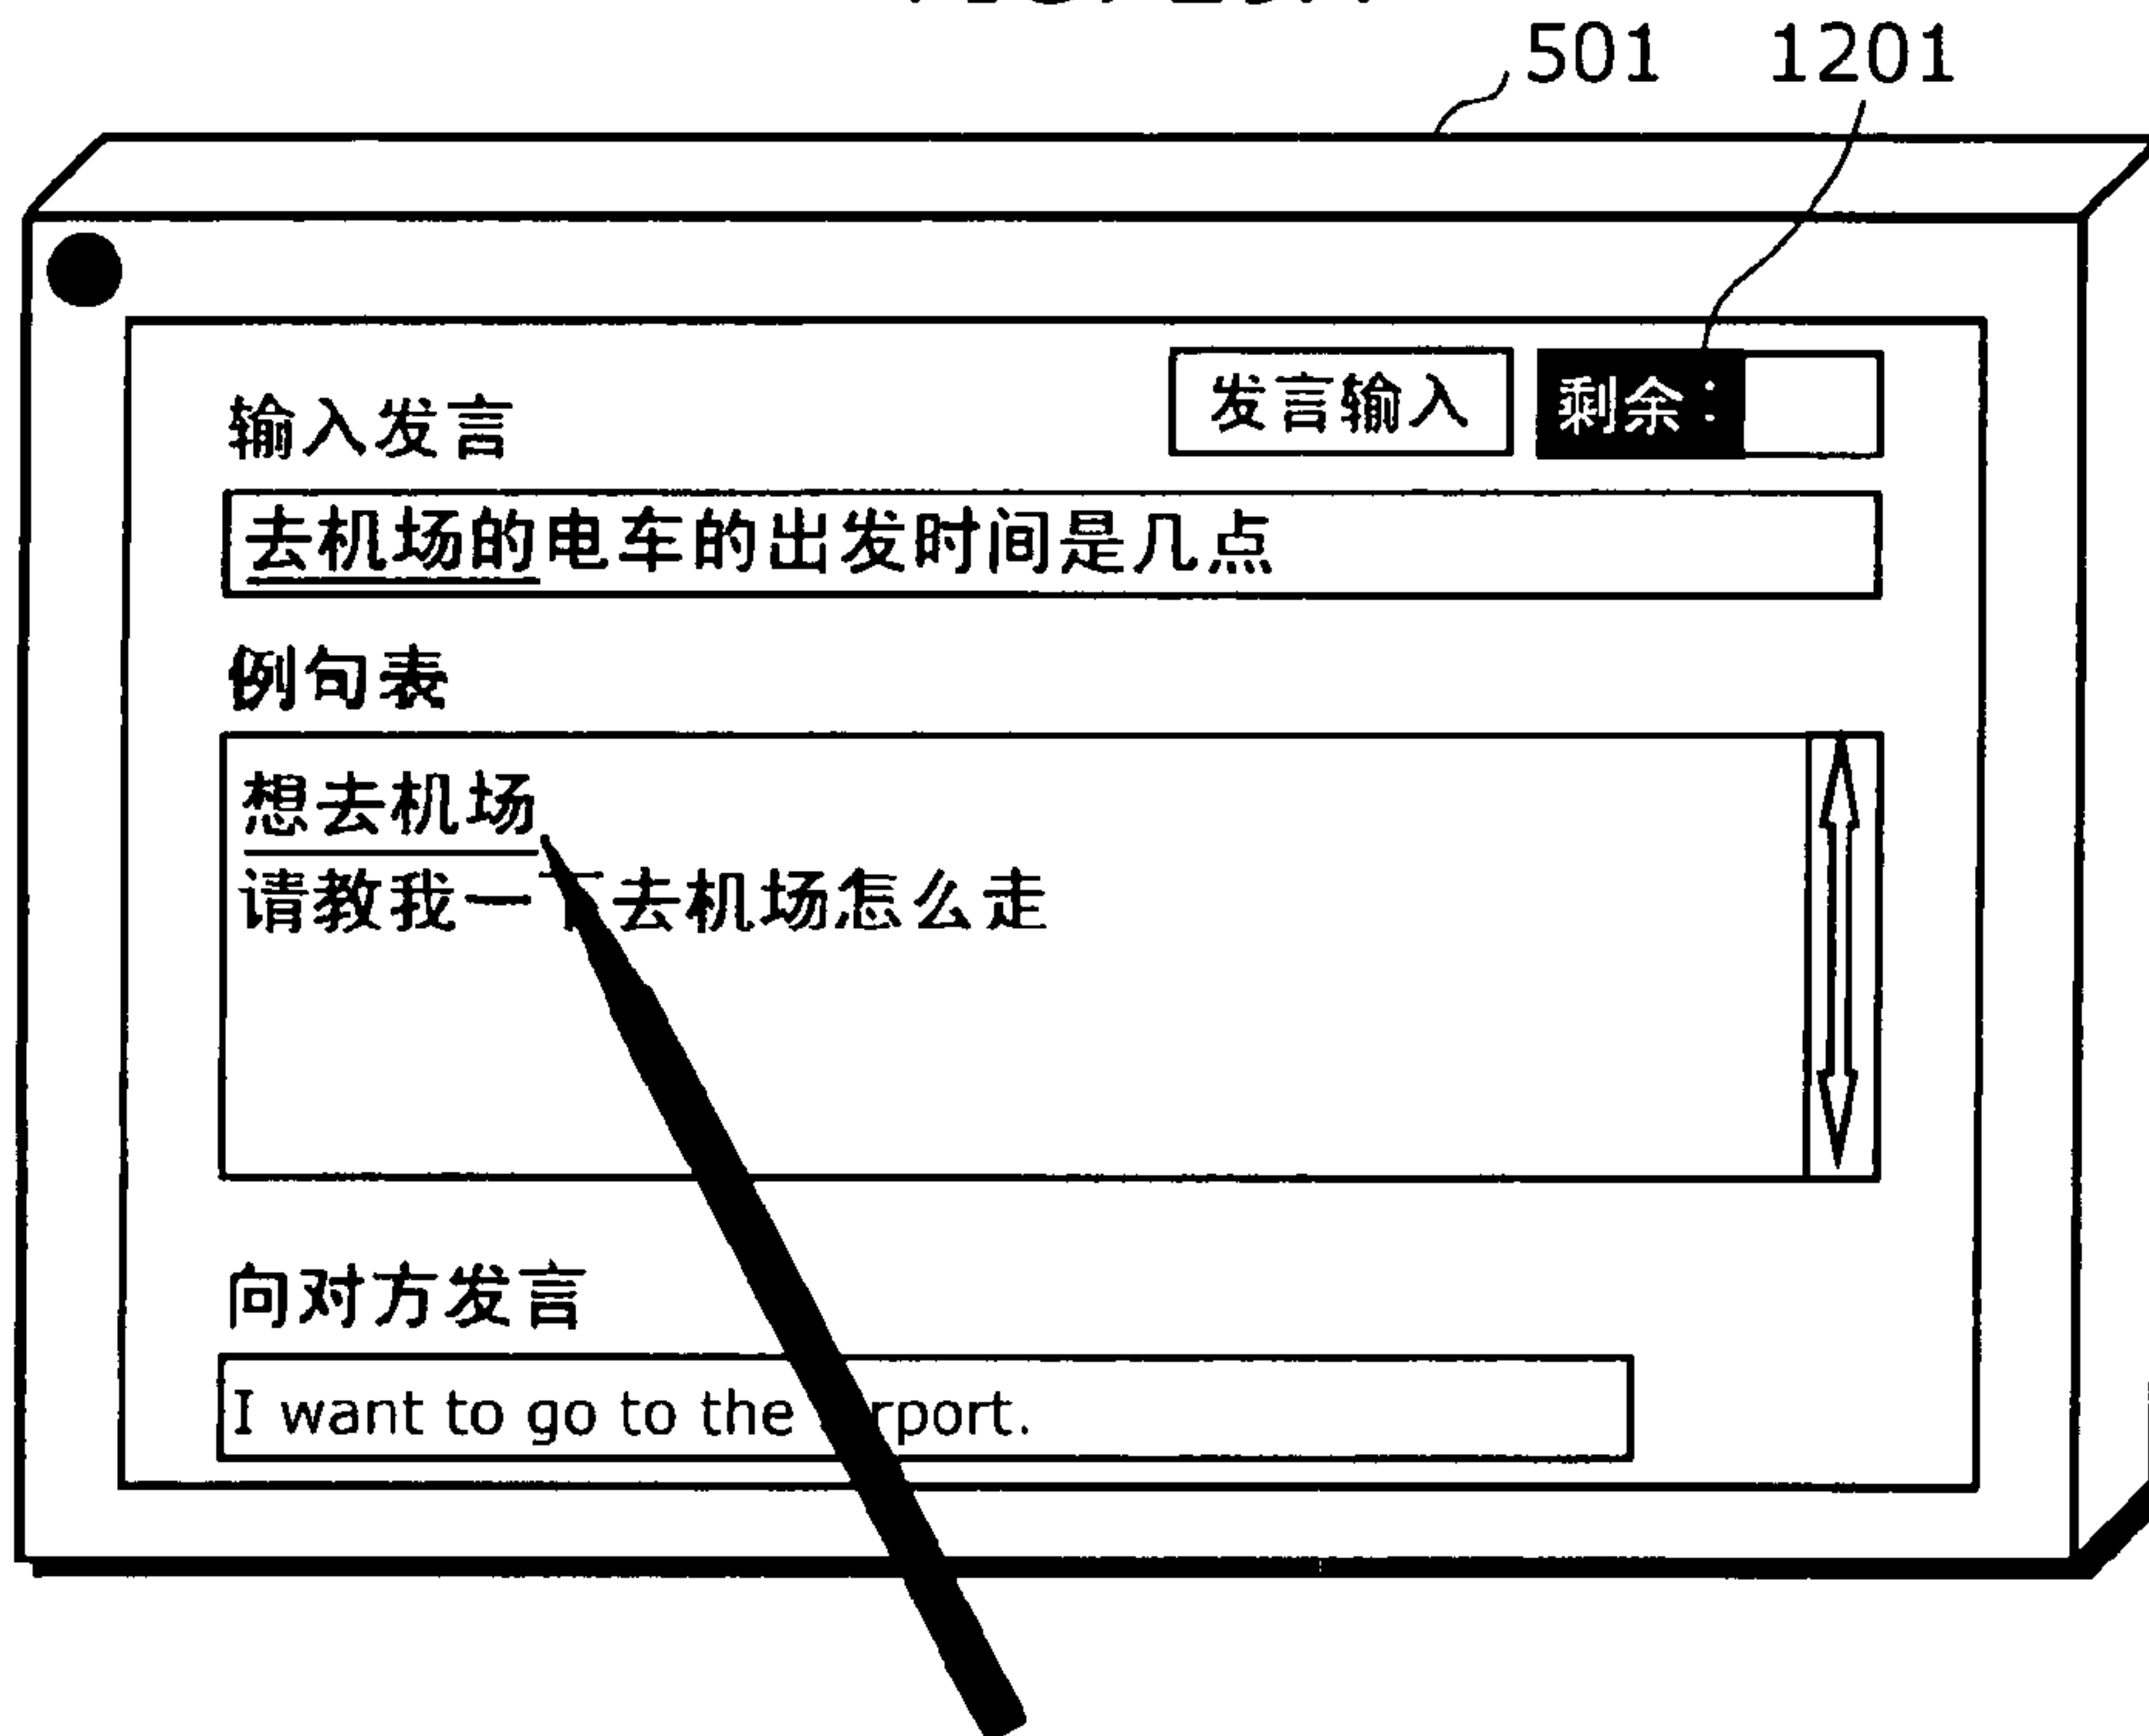 501 1201
输入发言 发言输入 剩余：
去机场的电车的出发时间是几点
例句表
想去机场
请教我一下去机场怎么走
向对方发言
I want to go to the rport.